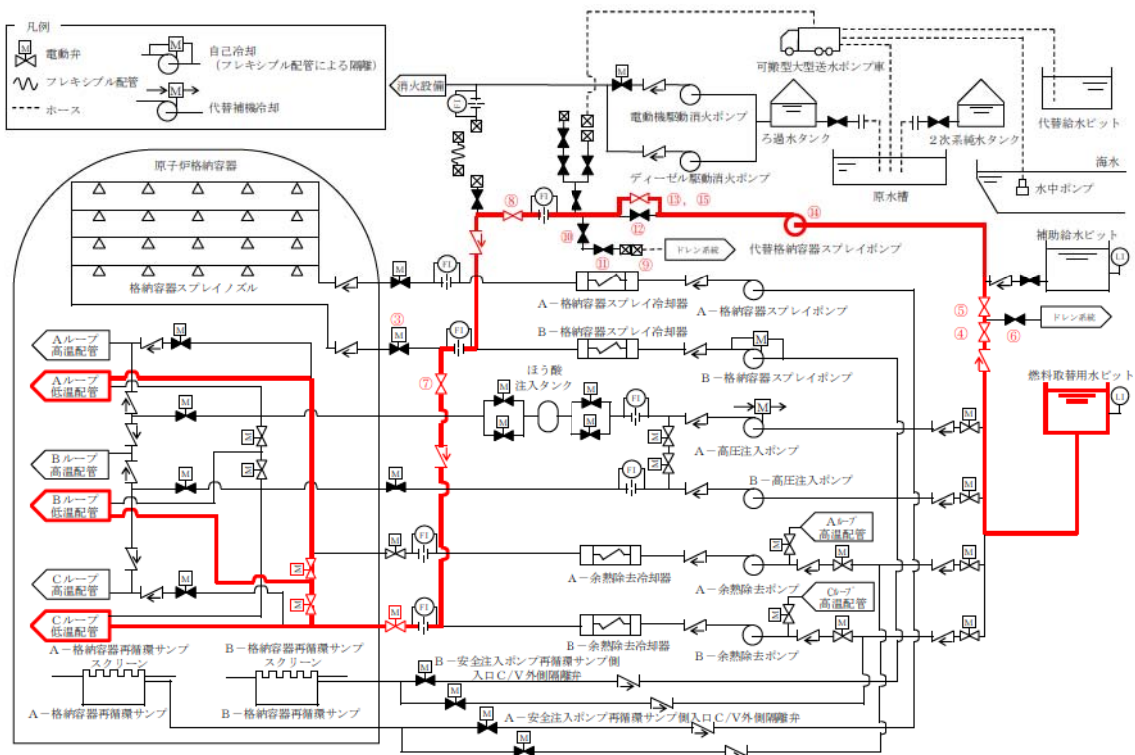 凡例
M
電動弁
フレキシブル配管
ホース
M
自己冷却
（フレキシブル配管による隔離）
M
代替補機冷却
消火設備
FI
M
電動機駆動消火ポンプ
ディーゼル駆動消火ポンプ
可搬型大型送水ポンプ車
ろ過水タンク
２次系純水タンク
原水槽
代替給水ピット
海水
水中ポンプ
原子炉格納容器
格納容器スプレイノズル
⑧
FI
⑬，⑮
⑫
⑭
代替格納容器スプレイポンプ
⑩
⑪
⑨
ドレン系統
補助給水ピット
LI
M
FI
A－格納容器スプレイ冷却器
A－格納容器スプレイポンプ
⑤
④
⑥
ドレン系統
③
M
FI
B－格納容器スプレイ冷却器
M
B－格納容器スプレイポンプ
⑦
燃料取替用水ピット
LI
Aループ
高温配管
M
Aループ
低温配管
M
ほう酸
注入タンク
M
M
M
M
FI
M
A－高圧注入ポンプ
M
M
M
M
M
Bループ
高温配管
M
M
FI
B－高圧注入ポンプ
M
Bループ
低温配管
Aループ
高温配管
M
M
FI
A－余熱除去冷却器
A－余熱除去ポンプ
M
M
M
Cループ
高温配管
M
Cループ
高温配管
M
M
Cループ
低温配管
M
FI
B－余熱除去冷却器
B－余熱除去ポンプ
M
M
A－格納容器再循環サンプ
スクリーン
B－格納容器再循環サンプ
スクリーン
B－安全注入ポンプ再循環サンプ側
入口C/V外側隔離弁
M
M
A－格納容器再循環サンプ
B－格納容器再循環サンプ
A－安全注入ポンプ再循環サンプ側入口C/V外側隔離弁
M
M